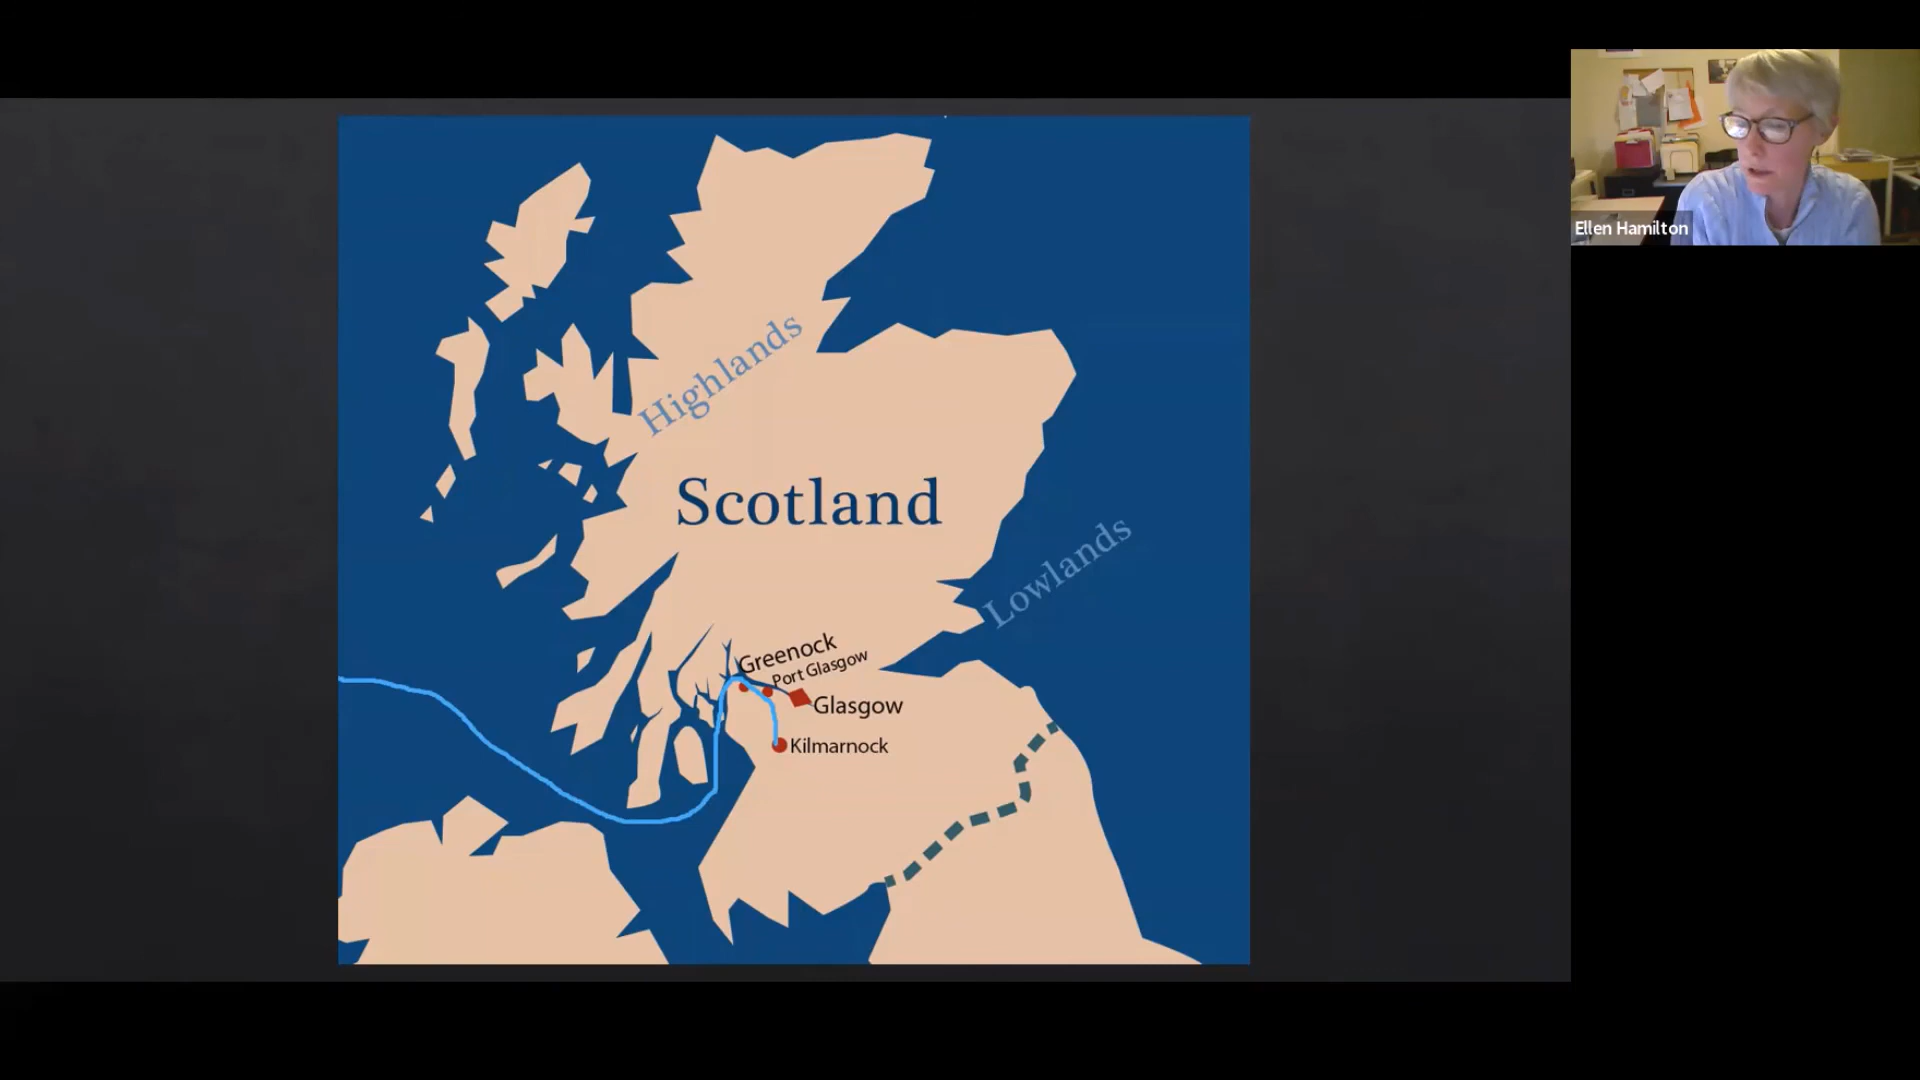 Ellen Hamilton
Highlands
Scotland
Lowlands
Greenock
Port Glasgow
Glasgow
Kilmarnock